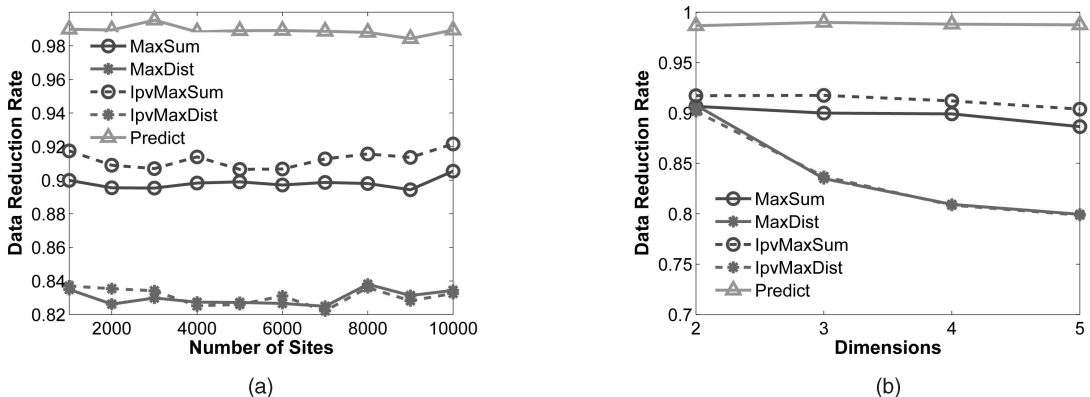 Data Reduction Rate
0.98
0.96
0.94
0.92
0.9
0.88
0.86
0.84
0.82
MaxSum
MaxDist
IpvMaxSum
IpvMaxDist
Predict
2000 4000 6000 8000 10000
Number of Sites
(a)
Data Reduction Rate
1
0.95
0.9
0.85
0.8
0.75
0.7
MaxSum
MaxDist
IpvMaxSum
IpvMaxDist
Predict
2 3 4 5
Dimensions
(b)